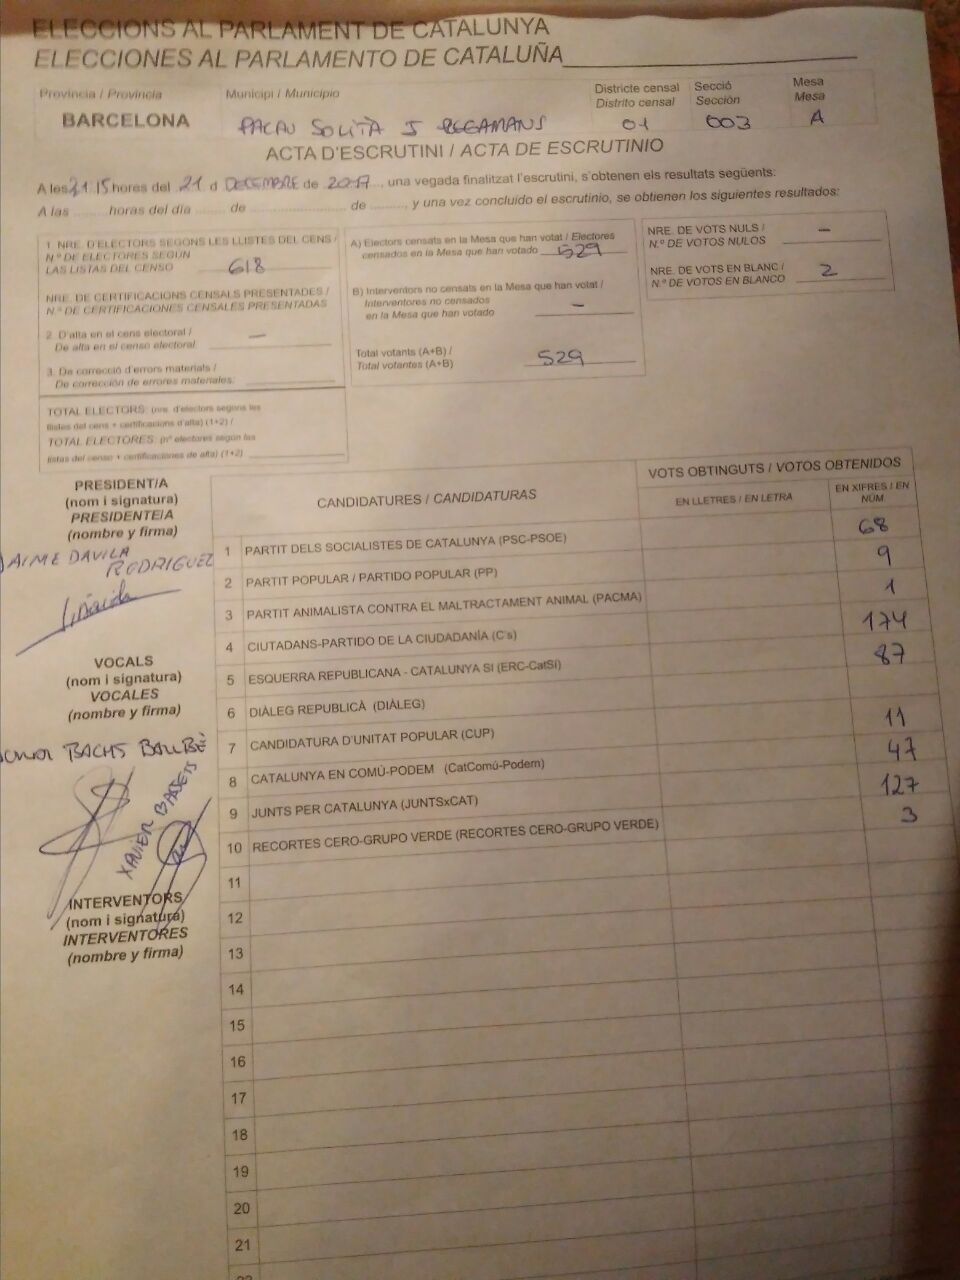 ELECCIONS AL PARLAMENT DE CATALUNYA
ELECCIONES AL PARLAMENTO DE CATALUÑA
Província / Provincia
BARCELONA
Municipi / Municipio
PALAU SOLITÀ I PLEGAMANS
Districte censal
Distrito censal
01
Secció
Sección
003
Mesa
Mesa
A
ACTA D'ESCRUTINI / ACTA DE ESCRUTINIO
A les 21:15 hores del 21 d DECEMBRE de 2017, una vegada finalitzat l'escrutini, s'obtenen els resultats següents:
A las ......... horas del día ....... de ........................ de ........., y una vez concluido el escrutinio, se obtienen los siguientes resultados:
1. NRE. D'ELECTORS SEGONS LES LLISTES DEL CENS /
N.º DE ELECTORES SEGÚN
LAS LISTAS DEL CENSO 618
NRE. DE CERTIFICACIONS CENSALS PRESENTADES /
N.º DE CERTIFICACIONES CENSALES PRESENTADAS
2. D'alta en el cens electoral /
De alta en el censo electoral: —
3. De correcció d'errors materials /
De corrección de errores materiales:
TOTAL ELECTORS: (nre. d'electors segons les
llistes del cens + certificacions d'alta) (1+2) /
TOTAL ELECTORES: (nº electores según las
listas del censo + certificaciones de alta) (1+2)
A) Electors censats en la Mesa que han votat / Electores
censados en la Mesa que han votado 529
B) Interventors no censats en la Mesa que han votat /
Interventores no censados
en la Mesa que han votado —
Total votants (A+B) /
Total votantes (A+B) 529
NRE. DE VOTS NULS /
N.º DE VOTOS NULOS —
NRE. DE VOTS EN BLANC /
N.º DE VOTOS EN BLANCO 2
PRESIDENT/A
(nom i signatura)
PRESIDENTE/A
(nombre y firma)
JAIME DAVILA
RODRIGUEZ
VOCALS
(nom i signatura)
VOCALES
(nombre y firma)
BACHS BALLBÈ
XAVIER
INTERVENTORS
(nom i signatura)
INTERVENTORES
(nombre y firma)
CANDIDATURES / CANDIDATURAS
VOTS OBTINGUTS / VOTOS OBTENIDOS
EN LLETRES / EN LETRA
EN XIFRES / EN NÚM
1 PARTIT DELS SOCIALISTES DE CATALUNYA (PSC-PSOE) 68
2 PARTIT POPULAR / PARTIDO POPULAR (PP) 9
3 PARTIT ANIMALISTA CONTRA EL MALTRACTAMENT ANIMAL (PACMA) 1
4 CIUTADANS-PARTIDO DE LA CIUDADANÍA (C's) 174
5 ESQUERRA REPUBLICANA - CATALUNYA SI (ERC-CatSí) 87
6 DIÀLEG REPUBLICÀ (DIÀLEG)
7 CANDIDATURA D'UNITAT POPULAR (CUP) 11
8 CATALUNYA EN COMÚ-PODEM (CatComú-Podem) 47
9 JUNTS PER CATALUNYA (JUNTSxCAT) 127
10 RECORTES CERO-GRUPO VERDE (RECORTES CERO-GRUPO VERDE) 3
11
12
13
14
15
16
17
18
19
20
21
22